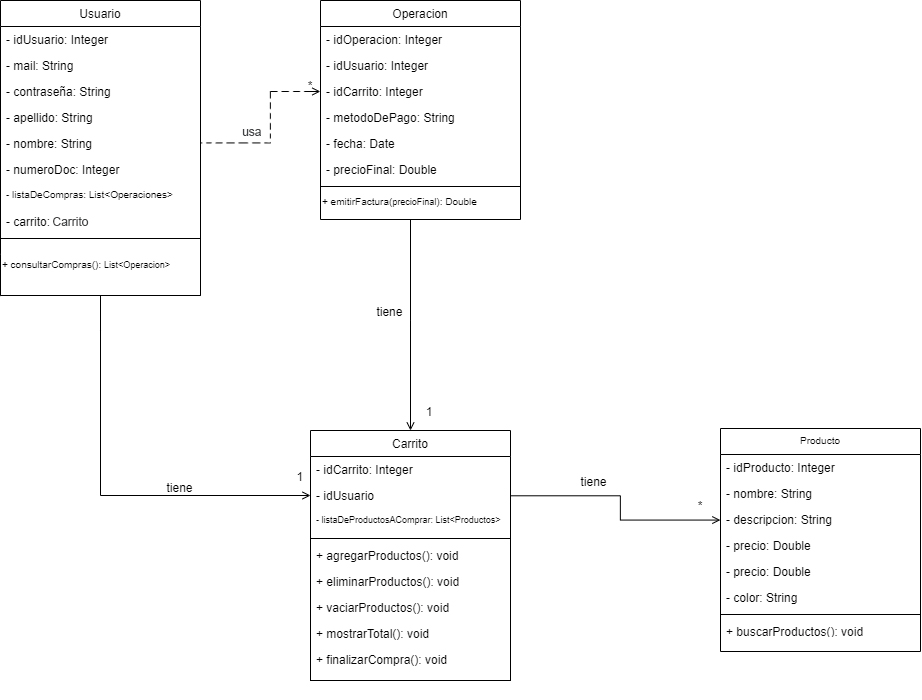 Usuario
- idUsuario: Integer
- mail: String
- contraseña: String
- apellido: String
- nombre: String
- numeroDoc: Integer
- listaDeCompras: List<Operaciones>
- carrito: Carrito
+ consultarCompras(): List<Operacion>
usa
*
Operacion
- idOperacion: Integer
- idUsuario: Integer
- idCarrito: Integer
- metodoDePago: String
- fecha: Date
- precioFinal: Double
+ emitirFactura(precioFinal): Double
tiene
1
tiene
1
Carrito
- idCarrito: Integer
- idUsuario
- listaDeProductosAComprar: List<Productos>
+ agregarProductos(): void
+ eliminarProductos(): void
+ vaciarProductos(): void
+ mostrarTotal(): void
+ finalizarCompra(): void
tiene
*
Producto
- idProducto: Integer
- nombre: String
- descripcion: String
- precio: Double
- precio: Double
- color: String
+ buscarProductos(): void